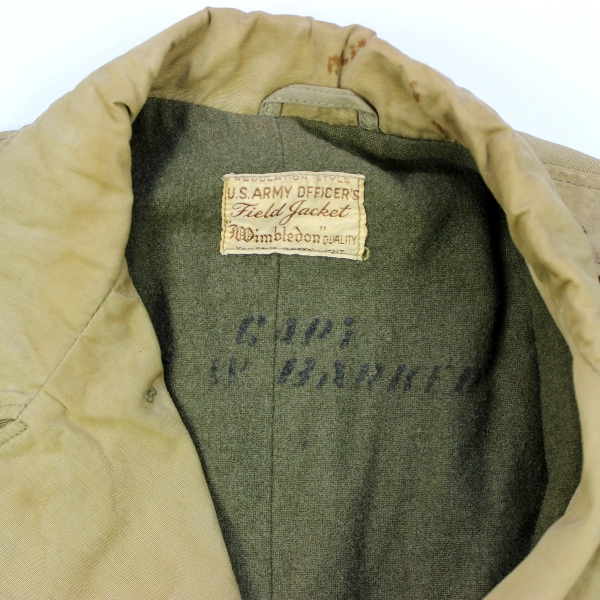 REGULATION STYLE
U.S. ARMY OFFICER'S
Field Jacket
"Wimbledon" QUALITY
CAPT
W BARKER